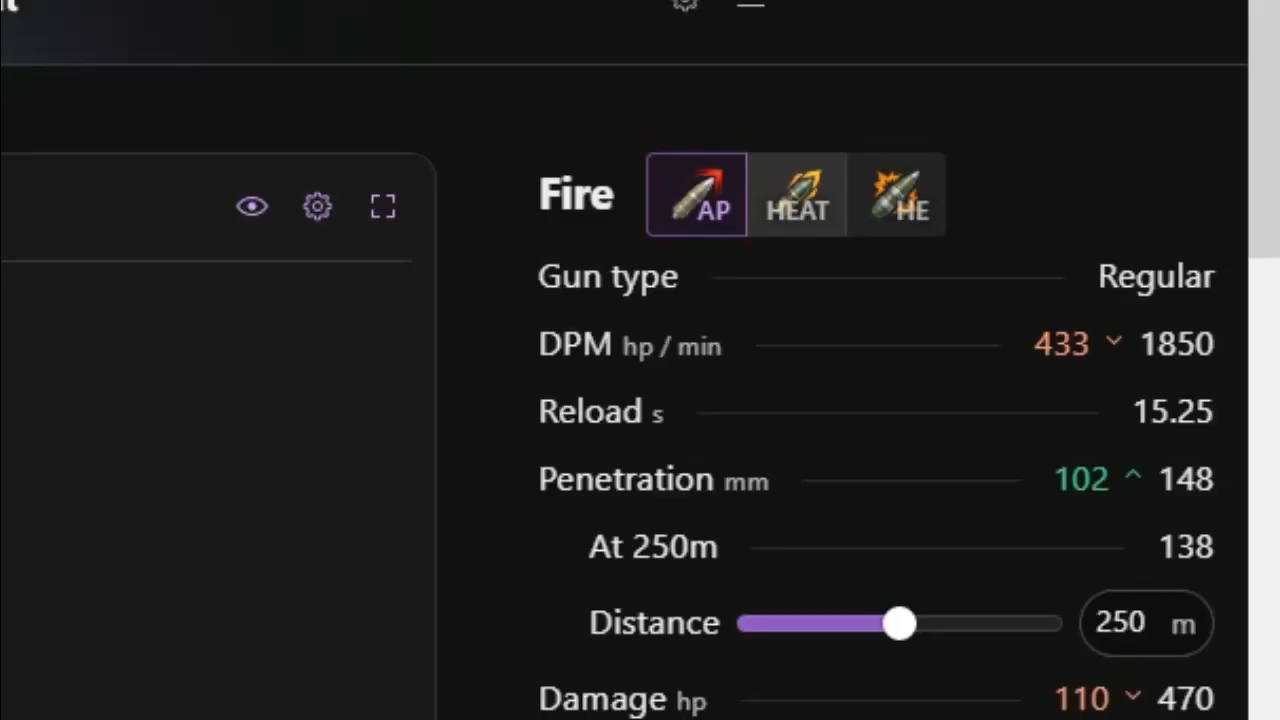 Fire AP HEAT HE
Gun type Regular
DPM hp / min 433 1850
Reload s 15.25
Penetration mm 102 148
At 250m 138
Distance 250 m
Damage hp 110 470